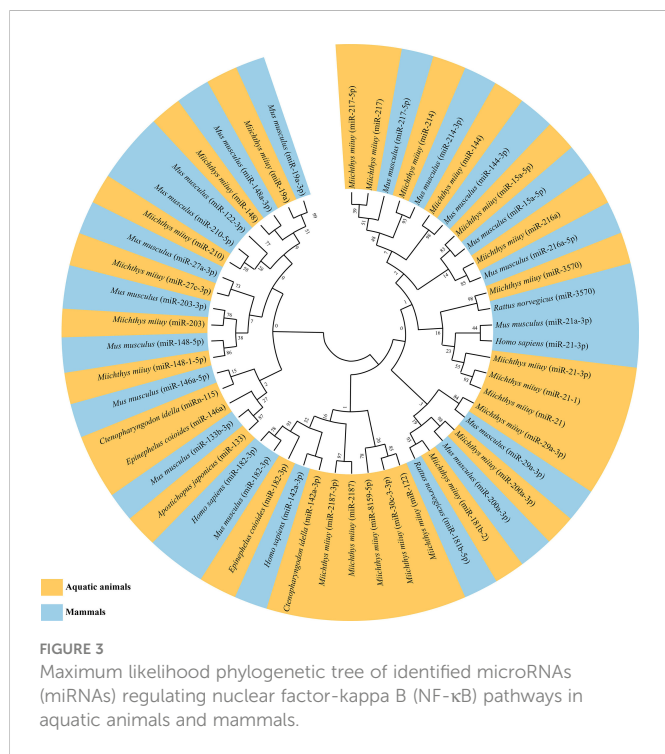 Miichthys miiuy (miR-217-5p)
Miichthys miiuy (miR-217)
Mus musculus (miR-217-5p)
Miichthys miiuy (miR-214)
Mus musculus (miR-214-3p)
Miichthys miiuy (miR-144)
Mus musculus (miR-144-3p)
Miichthys miiuy (miR-15a-5p)
Mus musculus (miR-15a-5p)
Miichthys miiuy (miR-216a)
Mus musculus (miR-216a-5p)
Miichthys miiuy (miR-3570)
Rattus norvegicus (miR-3570)
Mus musculus (miR-21a-3p)
Homo sapiens (miR-21-3p)
Miichthys miiuy (miR-21-3p)
Miichthys miiuy (miR-21-1)
Miichthys miiuy (miR-21)
Miichthys miiuy (miR-29a-3p)
Mus musculus (miR-29a-3p)
Miichthys miiuy (miR-200a-3p)
Mus musculus (miR-200a-3p)
Miichthys miiuy (miR-181b-2)
Rattus norvegicus (miR-181b-5p)
Miichthys miiuy (miR-122)
Miichthys miiuy (miR-30c-3-3p)
Miichthys miiuy (miR-8159-5p)
Miichthys miiuy (miR-2187)
Miichthys miiuy (miR-2187-3p)
Ctenopharyngodon idella (miR-142a-3p)
Homo sapiens (miR-142a-3p)
Epinephelus coioides (miR-182-3p)
Mus musculus (miR-182-3p)
Homo sapiens (miR-182-3p)
Apostichopus japonicus (miR-133)
Mus musculus (miR-133b-3p)
Epinephelus coioides (miR-146a)
Ctenopharyngodon idella (miRn-115)
Mus musculus (miR-146a-5p)
Miichthys miiuy (miR-148-1-5p)
Mus musculus (miR-148-5p)
Miichthys miiuy (miR-203)
Mus musculus (miR-203-3p)
Miichthys miiuy (miR-27c-3p)
Mus musculus (miR-27a-3p)
Miichthys miiuy (miR-210)
Mus musculus (miR-210-5p)
Mus musculus (miR-122-3p)
Miichthys miiuy (miR-148)
Mus musculus (miR-148a-3p)
Miichthys miiuy (miR-19a)
Mus musculus (miR-19a-3p)
Aquatic animals
Mammals
FIGURE 3
Maximum likelihood phylogenetic tree of identified microRNAs
(miRNAs) regulating nuclear factor-kappa B (NF-κB) pathways in
aquatic animals and mammals.